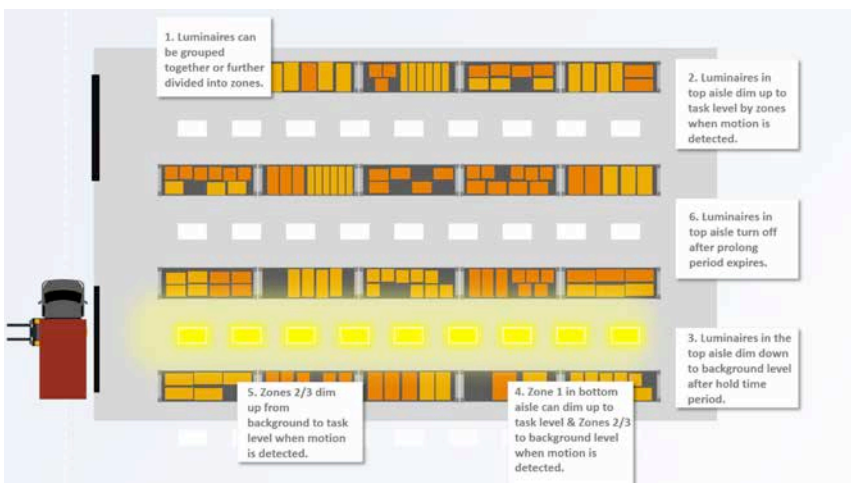 1. Luminaires can
be grouped
together or further
divided into zones.
2. Luminaires in
top aisle dim up to
task level by zones
when motion is
detected.
6. Luminaires in
top aisle turn off
after prolong
period expires.
3. Luminaires in the
top aisle dim down
to background level
after hold time
period.
5. Zones 2/3 dim
up from
background to task
level when motion
is detected.
4. Zone 1 in bottom
aisle can dim up to
task level & Zones 2/3
to background level
when motion is
detected.